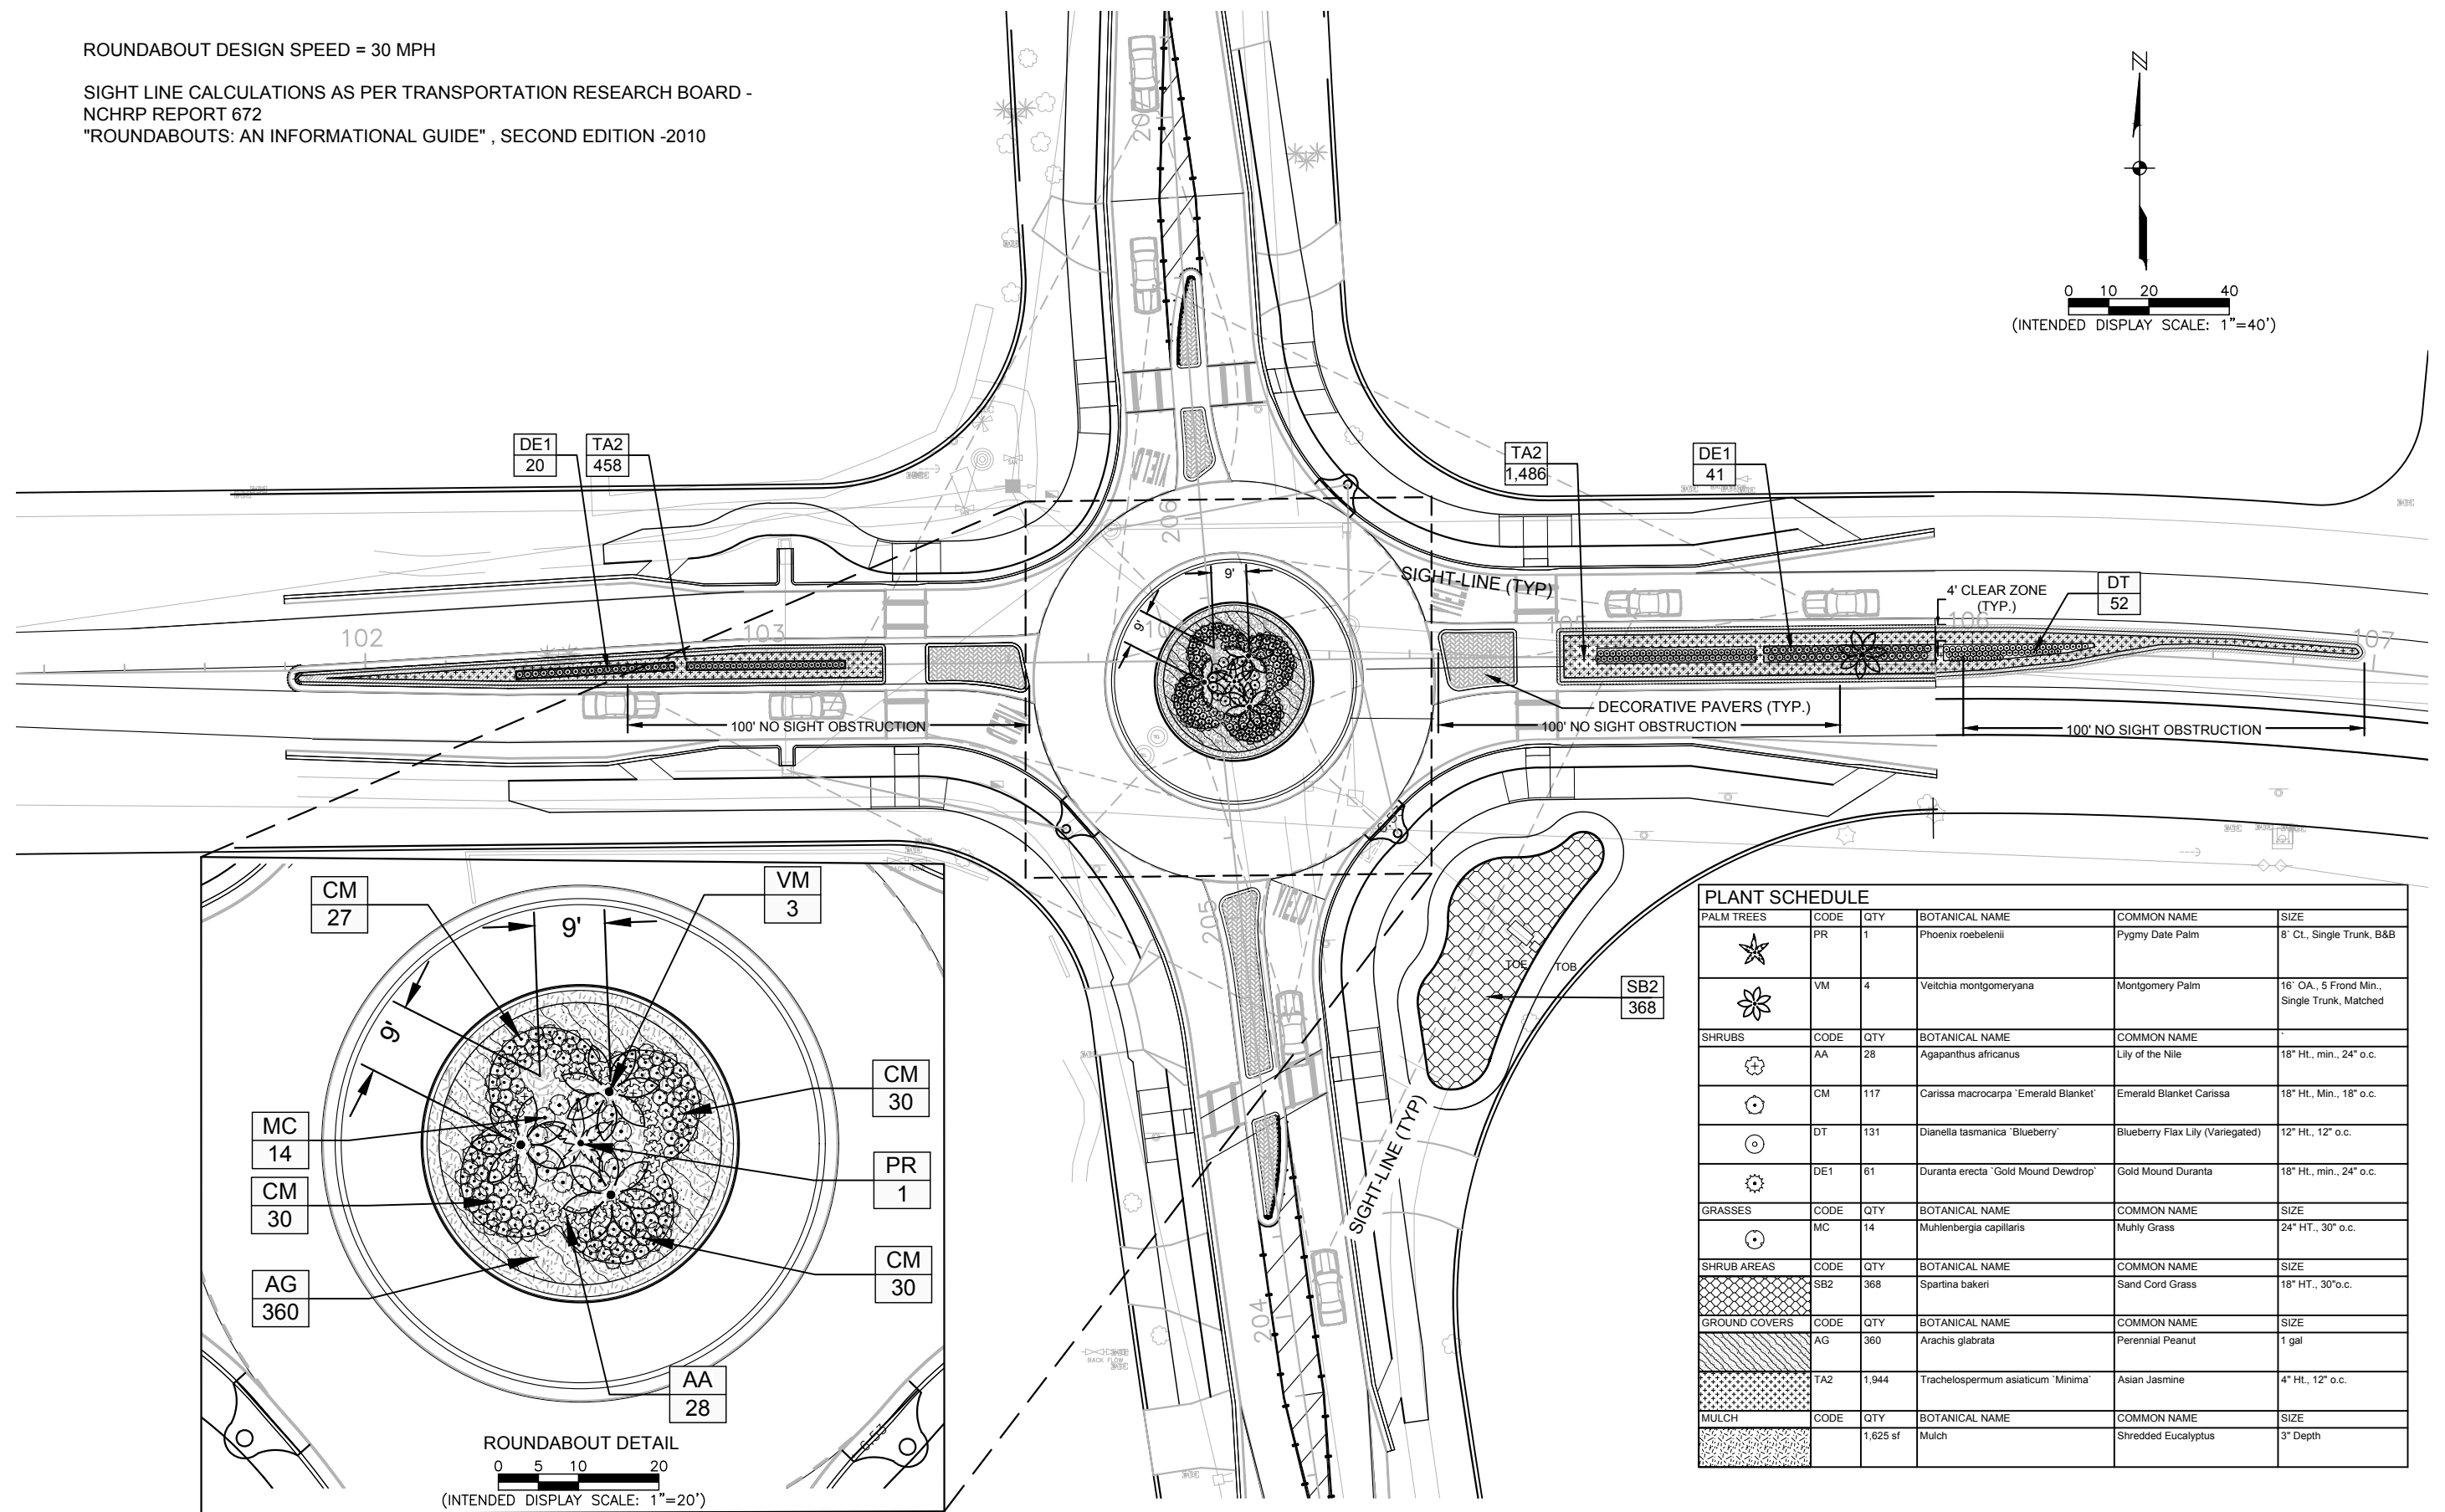 ROUNDABOUT DESIGN SPEED = 30 MPH
SIGHT LINE CALCULATIONS AS PER TRANSPORTATION RESEARCH BOARD -
NCHRP REPORT 672
"ROUNDABOUTS: AN INFORMATIONAL GUIDE" , SECOND EDITION -2010
N
0 10 20 40
(INTENDED DISPLAY SCALE: 1"=40')
DE1
20
TA2
458
TA2
1,486
DE1
41
YIELD
206
9'
9'
SIGHT-LINE (TYP)
4' CLEAR ZONE
(TYP.)
DT
52
102
103
106
107
DECORATIVE PAVERS (TYP.)
100' NO SIGHT OBSTRUCTION
100' NO SIGHT OBSTRUCTION
100' NO SIGHT OBSTRUCTION
YIELD
YIELD
205
TOE
TOB
SB2
368
SIGHT-LINE (TYP)
204
BACK FLOW
CM
27
VM
3
9'
9'
CM
30
MC
14
PR
1
CM
30
CM
30
AG
360
AA
28
6.53
ROUNDABOUT DETAIL
0 5 10 20
(INTENDED DISPLAY SCALE: 1"=20')
PLANT SCHEDULE
PALM TREES CODE QTY BOTANICAL NAME COMMON NAME SIZE
PR 1 Phoenix roebelenii Pygmy Date Palm 8` Ct., Single Trunk, B&B
VM 4 Veitchia montgomeryana Montgomery Palm 16` OA., 5 Frond Min.,
Single Trunk, Matched
SHRUBS CODE QTY BOTANICAL NAME COMMON NAME `
AA 28 Agapanthus africanus Lily of the Nile 18" Ht., min., 24" o.c.
CM 117 Carissa macrocarpa `Emerald Blanket` Emerald Blanket Carissa 18" Ht., Min., 18" o.c.
DT 131 Dianella tasmanica `Blueberry` Blueberry Flax Lily (Variegated) 12" Ht., 12" o.c.
DE1 61 Duranta erecta `Gold Mound Dewdrop` Gold Mound Duranta 18" Ht., min., 24" o.c.
GRASSES CODE QTY BOTANICAL NAME COMMON NAME SIZE
MC 14 Muhlenbergia capillaris Muhly Grass 24" HT., 30" o.c.
SHRUB AREAS CODE QTY BOTANICAL NAME COMMON NAME SIZE
SB2 368 Spartina bakeri Sand Cord Grass 18" HT., 30"o.c.
GROUND COVERS CODE QTY BOTANICAL NAME COMMON NAME SIZE
AG 360 Arachis glabrata Perennial Peanut 1 gal
TA2 1,944 Trachelospermum asiaticum `Minima` Asian Jasmine 4" Ht., 12" o.c.
MULCH CODE QTY BOTANICAL NAME COMMON NAME SIZE
1,625 sf Mulch Shredded Eucalyptus 3" Depth